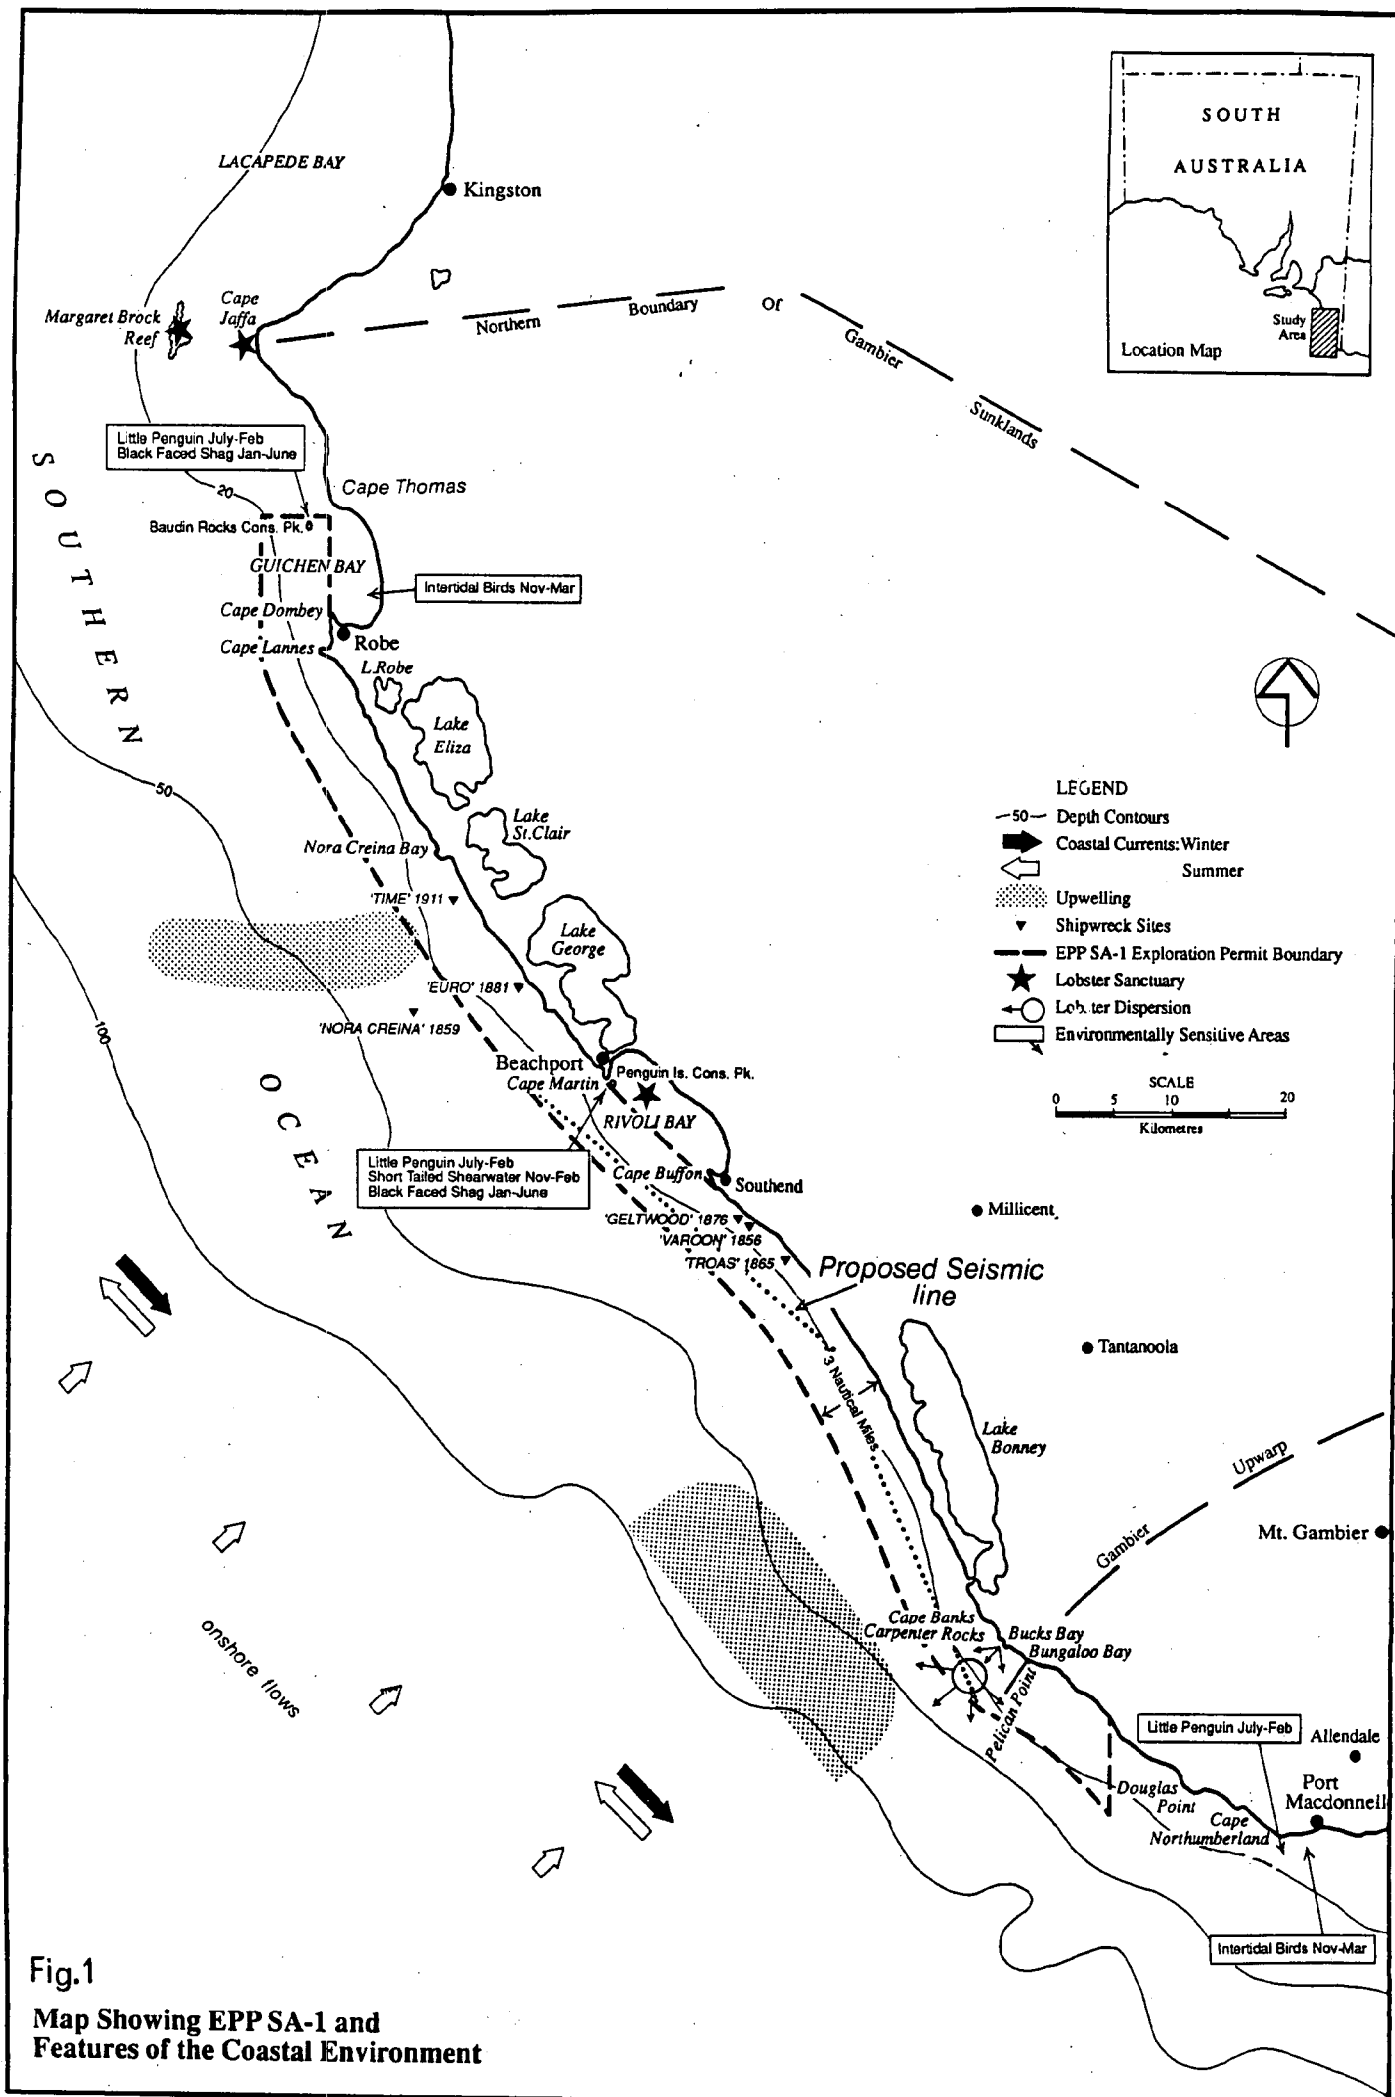 SOUTH
AUSTRALIA
Study
Area
Location Map
LACAPEDE BAY
Kingston
Cape
Jaffa
Margaret Brock
Reef
Northern
Boundary
Of
Gambier
Sunklands
Little Penguin July-Feb
Black Faced Shag Jan-June
20
Cape Thomas
Baudin Rocks Cons. Pk.
GUICHEN BAY
Intertidal Birds Nov-Mar
Cape Dombey
Robe
Cape Lannes
L.Robe
SOUTHERN
Lake
Eliza
50
Lake
St.Clair
Nora Creina Bay
'TIME' 1911
Lake
George
'EURO' 1881
'NORA CREINA' 1859
100
LEGEND
50 Depth Contours
Coastal Currents: Winter
Summer
Upwelling
Shipwreck Sites
EPP SA-1 Exploration Permit Boundary
Lobster Sanctuary
Lobster Dispersion
Environmentally Sensitive Areas
SCALE
0 5 10 20
Kilometres
Beachport
Cape Martin
Penguin Is. Cons. Pk.
RIVOLI BAY
OCEAN
Little Penguin July-Feb
Short Tailed Shearwater Nov-Feb
Black Faced Shag Jan-June
Cape Buffon
Southend
Millicent
'GELTWOOD' 1876
'VAROON' 1856
'TROAS' 1865
Proposed Seismic
line
Tantanoola
3 Nautical Miles
Lake
Bonney
Upwarp
Gambier
Mt. Gambier
onshore flows
Cape Banks
Carpenter Rocks
Bucks Bay
Bungaloo Bay
Pelican Point
Little Penguin July-Feb
Allendale
Douglas
Point
Port
Macdonnell
Cape
Northumberland
Intertidal Birds Nov-Mar
Fig.1
Map Showing EPP SA-1 and
Features of the Coastal Environment